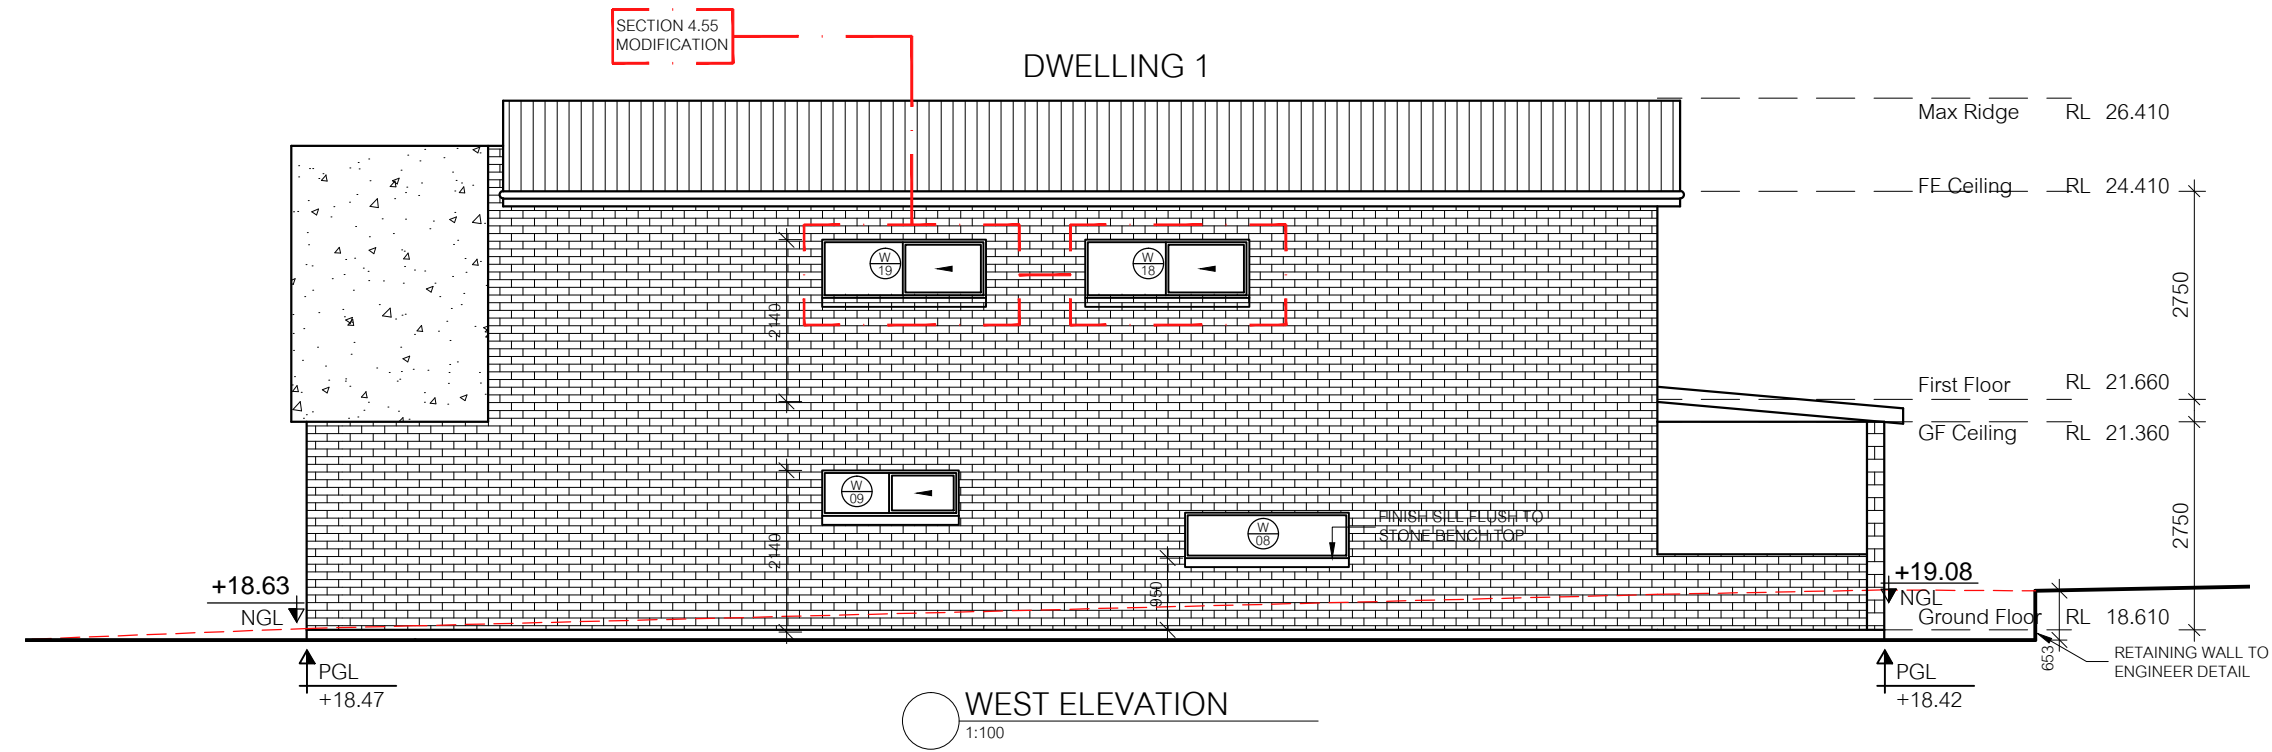 SECTION 4.55
MODIFICATION
DWELLING 1
Max Ridge RL 26.410
FF Ceiling RL 24.410
W
19
W
18
2140
2750
First Floor RL 21.660
GF Ceiling RL 21.360
W
09
W
08
FINISH SILL FLUSH TO
STONE BENCH TOP
2140
950
2750
+18.63
NGL
+19.08
NGL
Ground Floor RL 18.610
653
RETAINING WALL TO
ENGINEER DETAIL
PGL
+18.47
PGL
+18.42
WEST ELEVATION
1:100